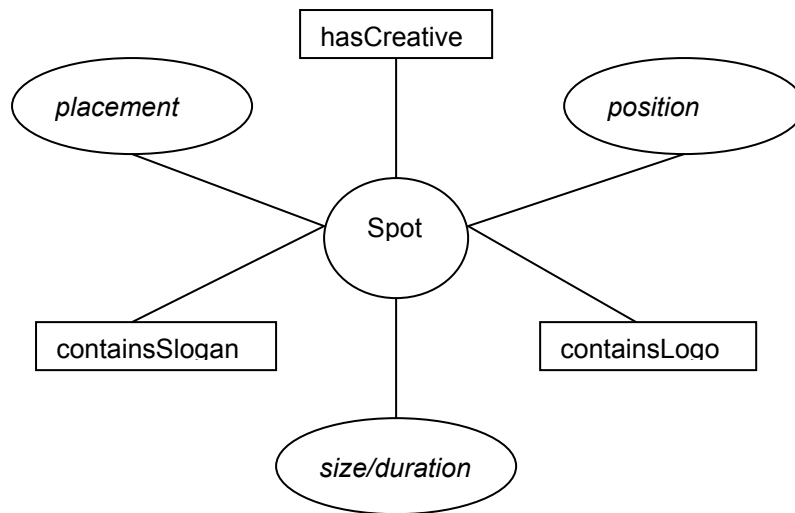 hasCreative
placement
position
Spot
containsSlogan
containsLogo
size/duration